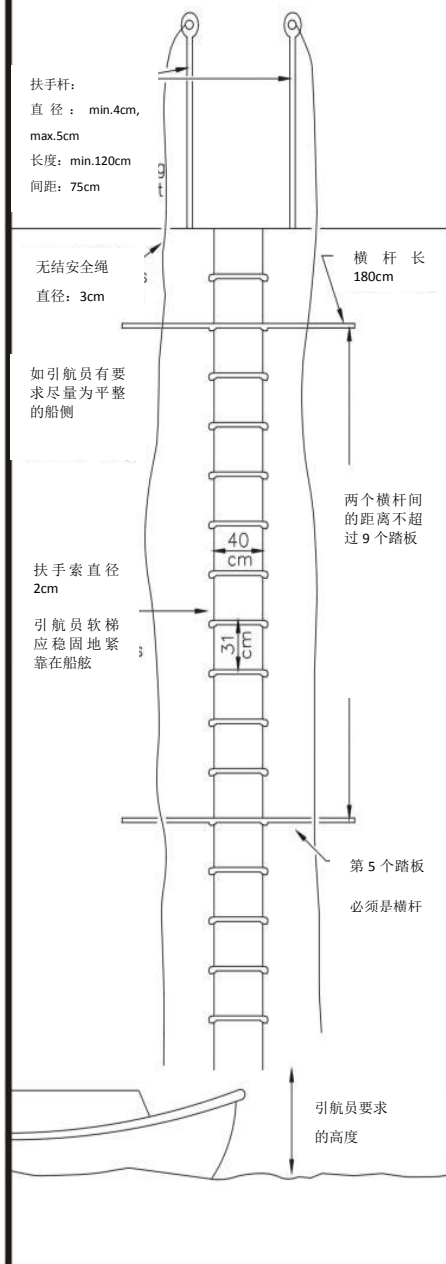 扶手杆：
直 径 ： min.4cm,
max.5cm
长度：min.120cm
间距：75cm
g
t
无结安全绳
直径：3cm
s
横 杆 长
180cm
如引航员有要
求尽量为平整
的船侧
两个横杆间
的距离不超
过 9 个踏板
40
cm
扶手索直径
2cm
31
cm
引航员软梯
应稳固地紧
靠在船舷
s
第 5 个踏板
必须是横杆
引航员要求
的高度